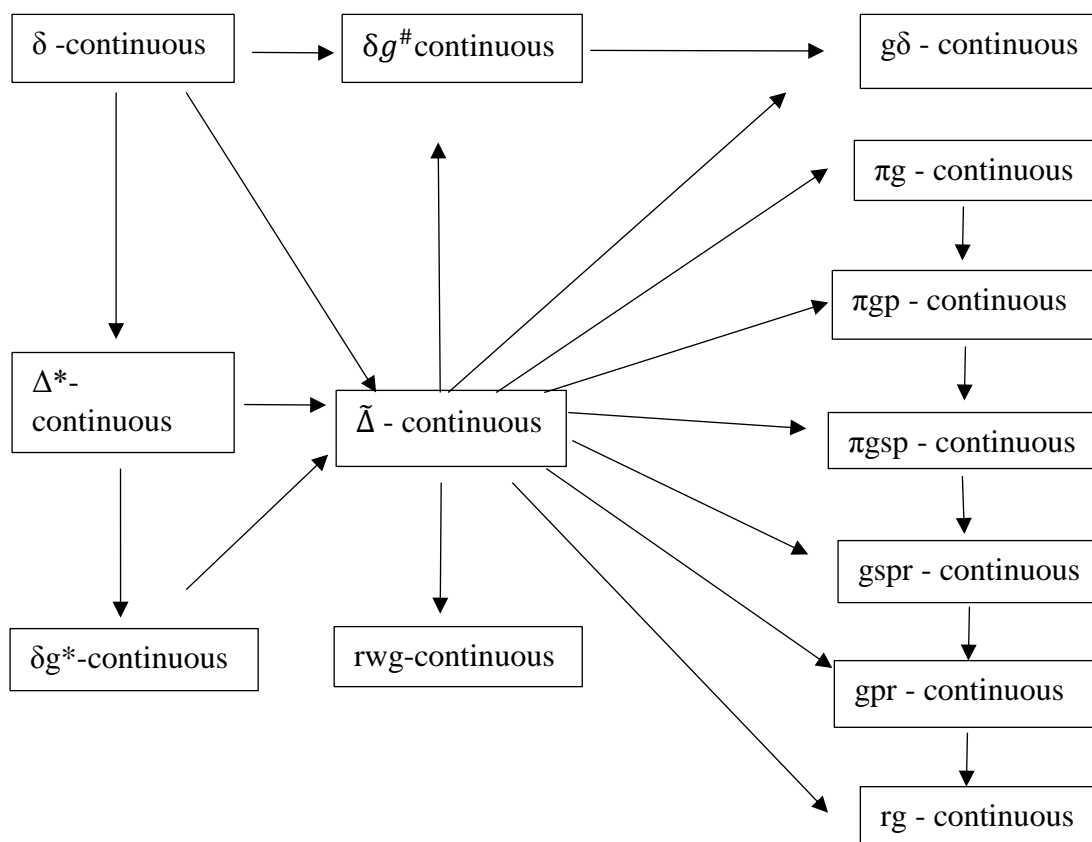 δ -continuous
δg# continuous
gδ - continuous
πg - continuous
πgp - continuous
Δ*-
continuous
Δ̃ - continuous
πgsp - continuous
gspr - continuous
δg*-continuous
rwg-continuous
gpr - continuous
rg - continuous